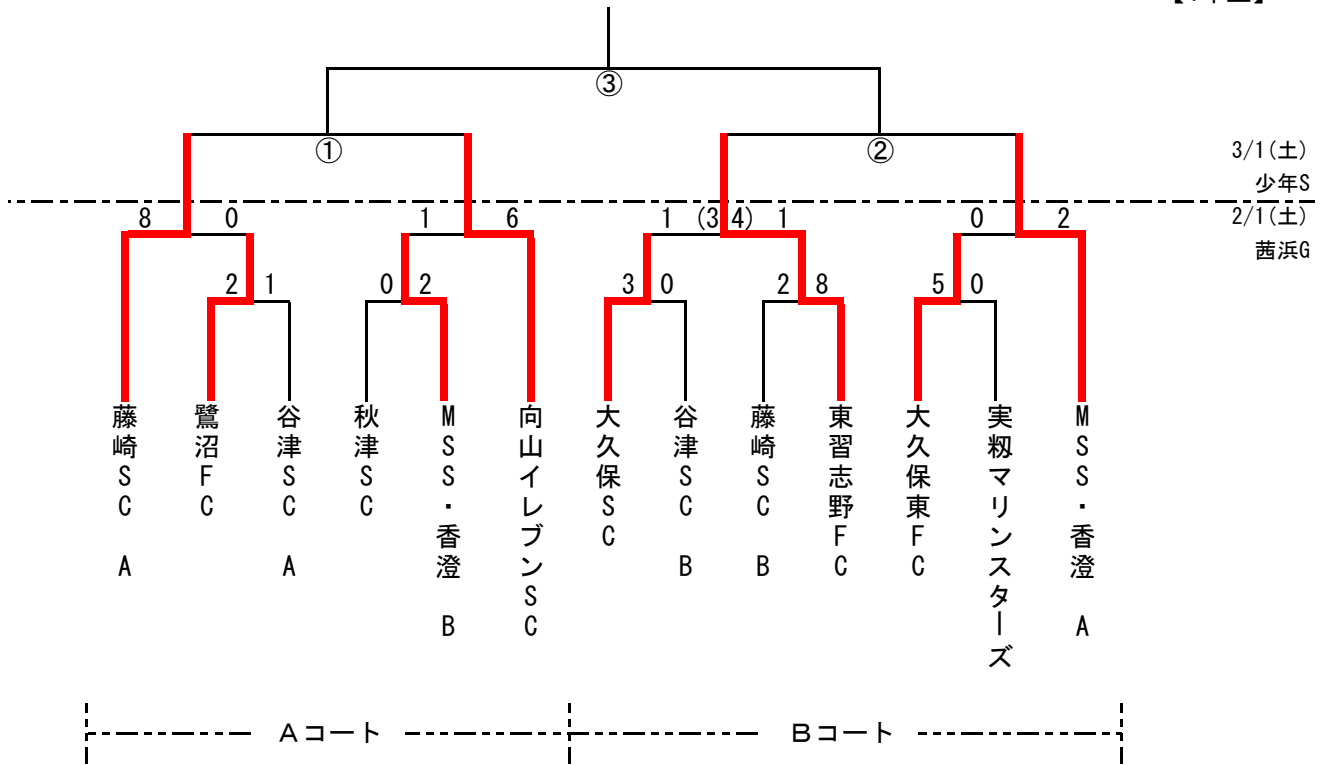 ③
① ②
3/1(土)
少年S
8 0 1 6 1 (3 4) 1 0 2 2/1(土)
茜浜G
2 1 0 2 3 0 2 8 5 0
藤崎SC A
鷺沼FC
谷津SC A
秋津SC
MSS・香澄 B
向山イレブンSC
大久保SC
谷津SC B
藤崎SC B
東習志野FC
大久保東FC
実籾マリンスターズ
MSS・香澄 A
Aコート Bコート